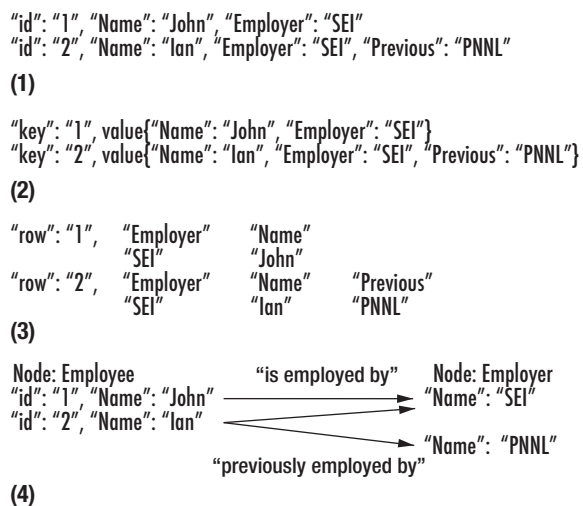 “id”: “1”, “Name”: “John”, “Employer”: “SEI”
“id”: “2”, “Name”: “Ian”, “Employer”: “SEI”, “Previous”: “PNNL”
(1)
“key”: “1”, value{“Name”: “John”, “Employer”: “SEI”}
“key”: “2”, value{“Name”: “Ian”, “Employer”: “SEI”, “Previous”: “PNNL”}
(2)
“row”: “1”, “Employer” “Name”
“SEI” “John”
“row”: “2”, “Employer” “Name” “Previous”
“SEI” “Ian” “PNNL”
(3)
Node: Employee “is employed by” Node: Employer
“id”: “1”, “Name”: “John” “Name”: “SEI”
“id”: “2”, “Name”: “Ian”
“Name”: “PNNL”
“previously employed by”
(4)